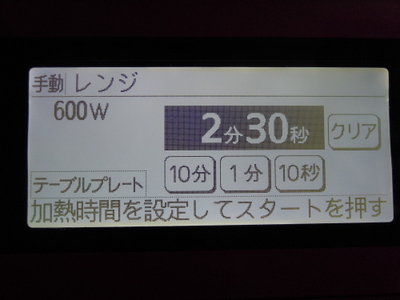 手動 レンジ
600W
2分30秒 クリア
10分 1分 10秒
テーブルプレート
加熱時間を設定してスタートを押す